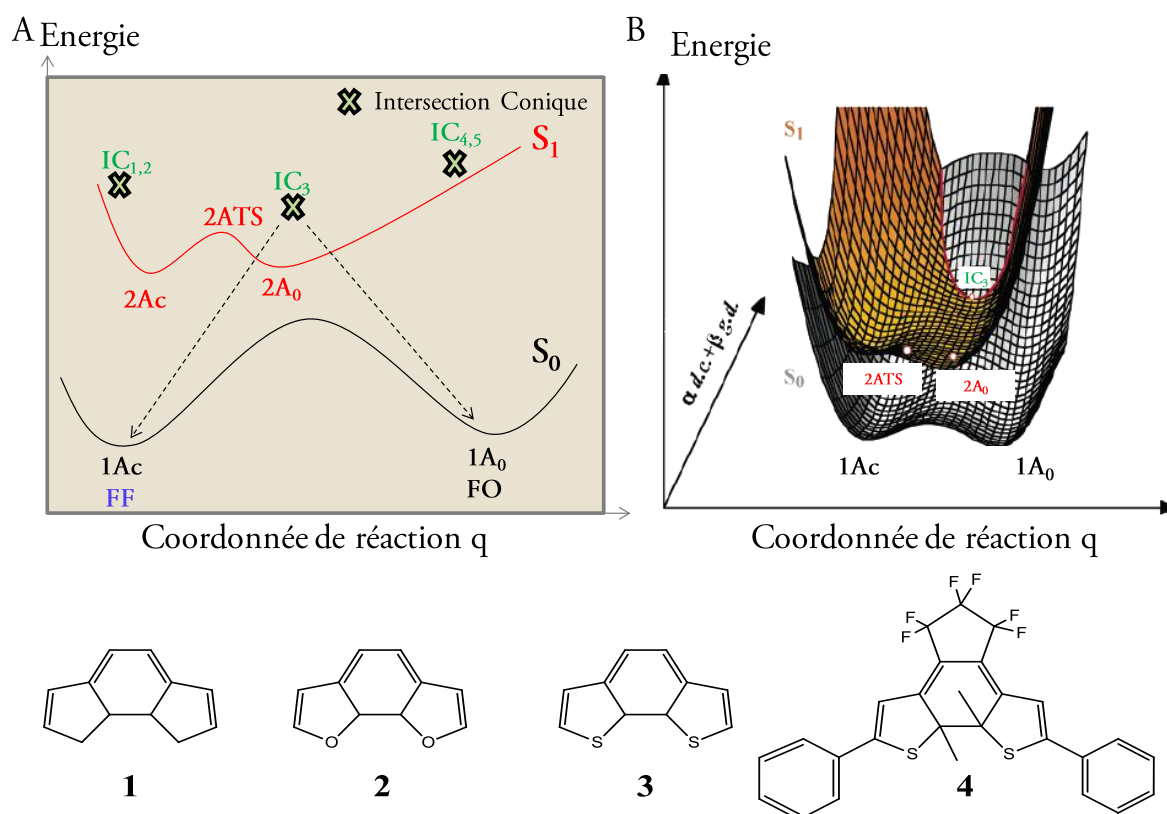 A Energie
Intersection Conique
IC1,2
IC3
IC4,5
S1
2ATS
2Ac
2A0
S0
1Ac
FF
1A0
FO
Coordonnée de réaction q
B
Energie
S1
IC3
α d.c.+β g.d.
S0
2ATS
2A0
1Ac
1A0
Coordonnée de réaction q
1
O
O
2
S
S
3
F
F
F
F
F
F
S
S
4